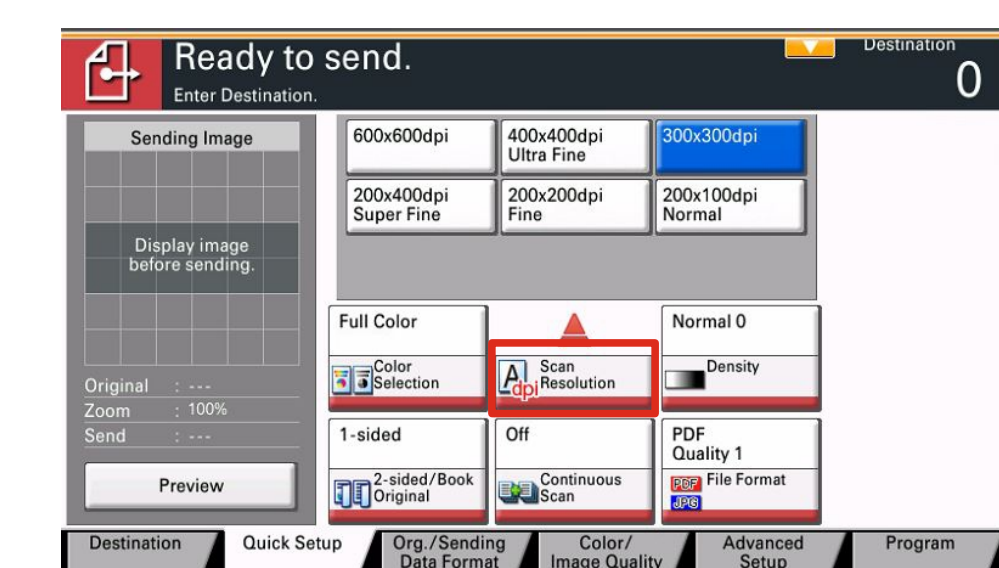 Ready to send.
Enter Destination.
Destination
0
Sending Image
Display image
before sending.
Original : ---
Zoom : 100%
Send : ---
Preview
600x600dpi
400x400dpi
Ultra Fine
300x300dpi
200x400dpi
Super Fine
200x200dpi
Fine
200x100dpi
Normal
Full Color
Color
Selection
A
dpi
Scan
Resolution
Normal 0
Density
1-sided
2-sided/Book
Original
Off
Continuous
Scan
PDF
Quality 1
PDF
JPG
File Format
Destination
Quick Setup
Org./Sending
Data Format
Color/
Image Quality
Advanced
Setup
Program